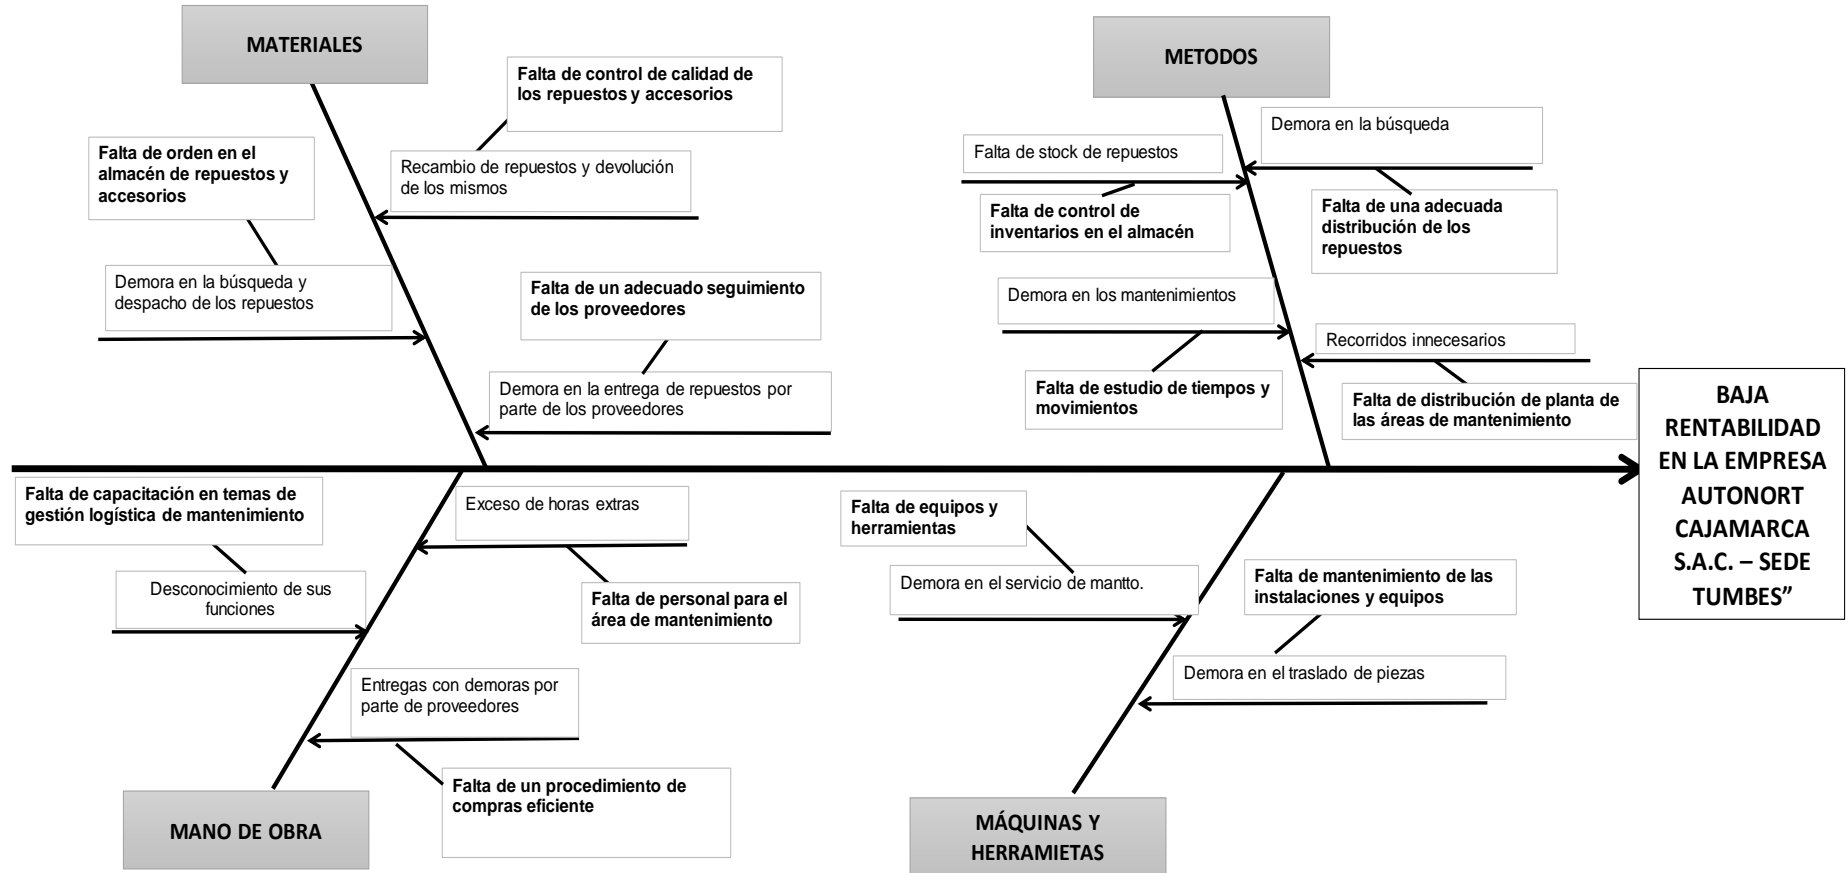 MATERIALES
Falta de control de calidad de
los repuestos y accesorios
Falta de orden en el
almacén de repuestos y
accesorios
Recambio de repuestos y devolución
de los mismos
Demora en la búsqueda y
despacho de los repuestos
Falta de un adecuado seguimiento
de los proveedores
Demora en la entrega de repuestos por
parte de los proveedores
METODOS
Demora en la búsqueda
Falta de stock de repuestos
Falta de control de
inventarios en el almacén
Falta de una adecuada
distribución de los
repuestos
Demora en los mantenimientos
Recorridos innecesarios
Falta de estudio de tiempos y
movimientos
Falta de distribución de planta de
las áreas de mantenimiento
BAJA
RENTABILIDAD
EN LA EMPRESA
AUTONORT
CAJAMARCA
S.A.C. – SEDE
TUMBES”
Falta de capacitación en temas de
gestión logística de mantenimiento
Exceso de horas extras
Desconocimiento de sus
funciones
Falta de personal para el
área de mantenimiento
Entregas con demoras por
parte de proveedores
Falta de un procedimiento de
compras eficiente
MANO DE OBRA
Falta de equipos y
herramientas
Demora en el servicio de mantto.
Falta de mantenimiento de las
instalaciones y equipos
Demora en el traslado de piezas
MÁQUINAS Y
HERRAMIETAS